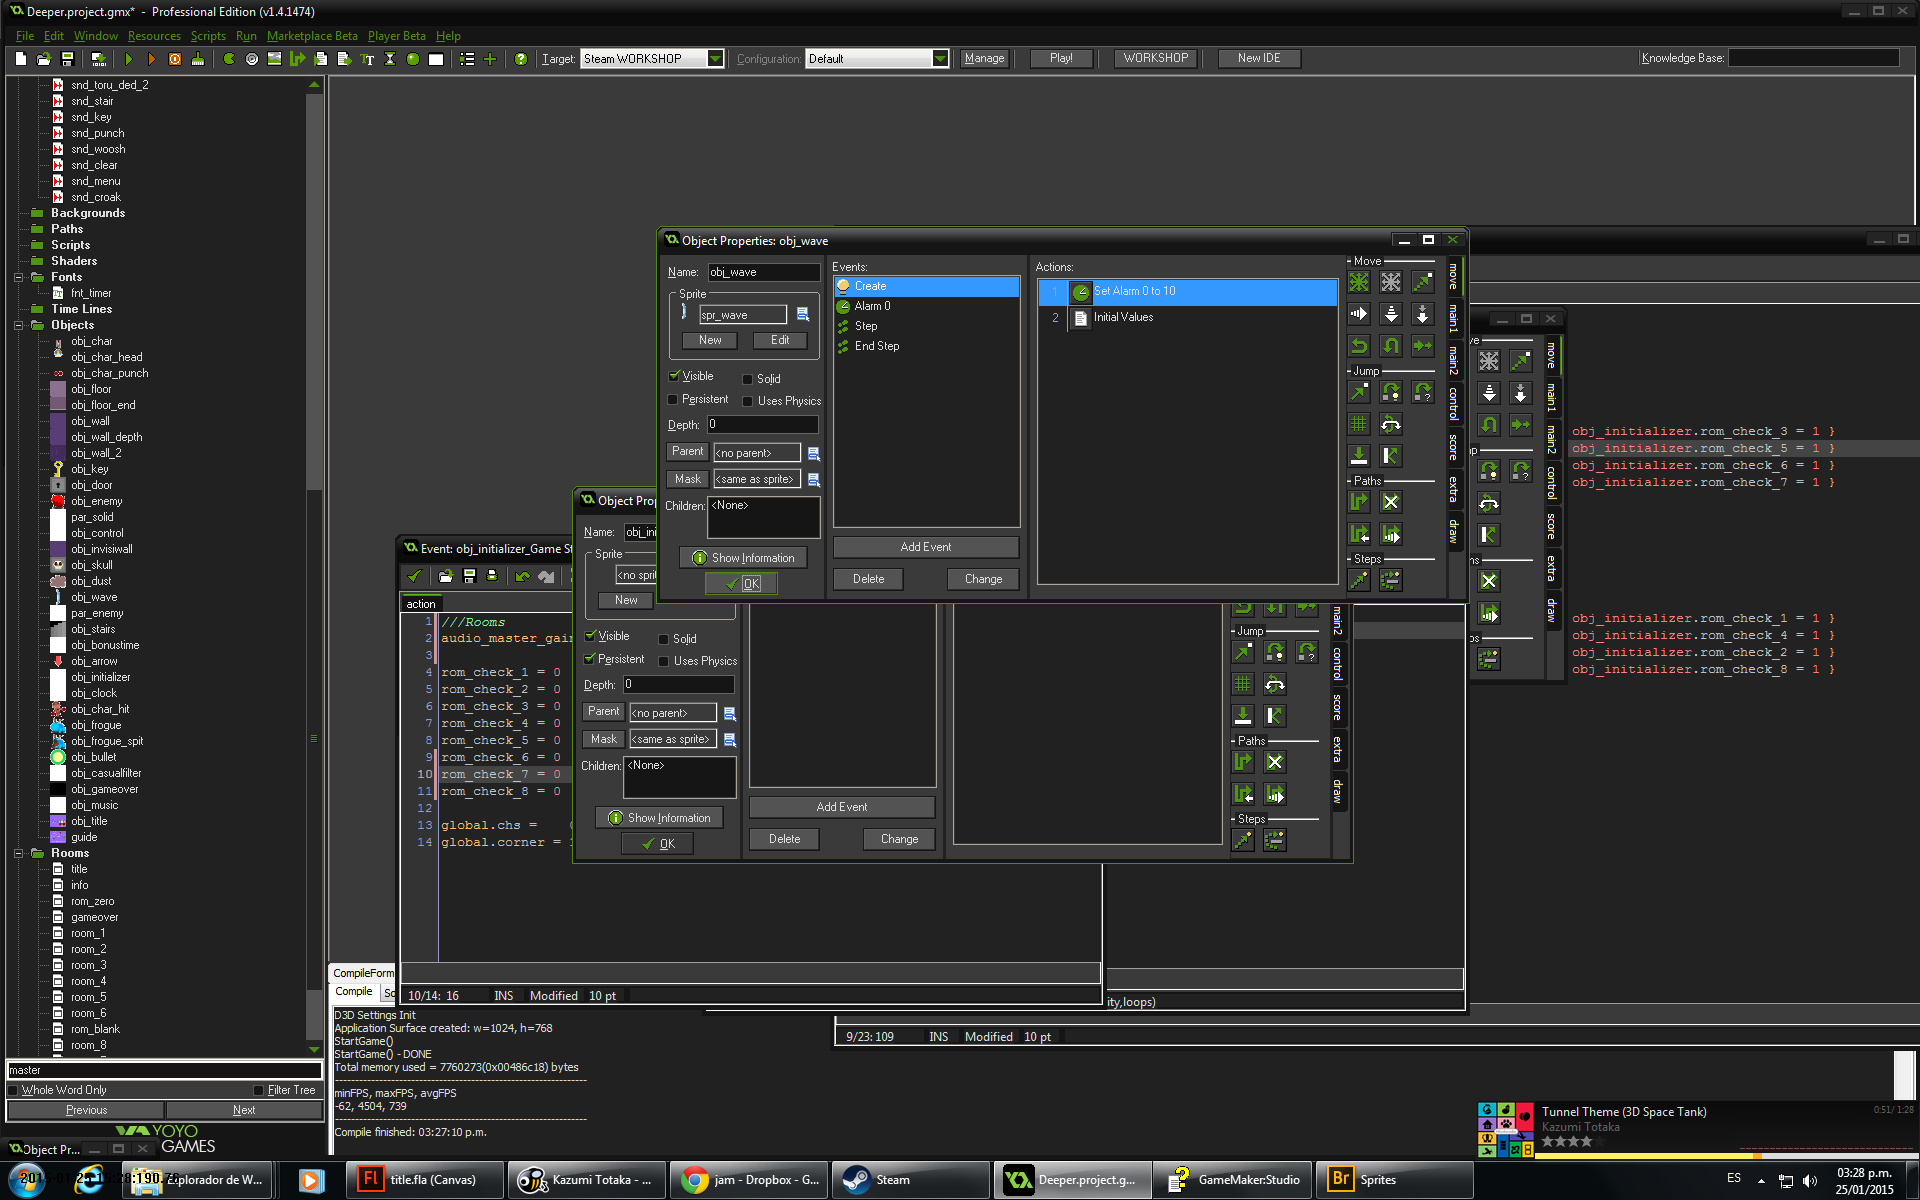 Deeper.project.gmx* - Professional Edition (v1.4.1474)
File Edit Window Resources Scripts Run Marketplace Beta Player Beta Help
Target: Steam WORKSHOP Configuration: Default Manage Play! WORKSHOP New IDE Knowledge Base:
snd_toru_ded_2
snd_stair
snd_key
snd_punch
snd_woosh
snd_clear
snd_menu
snd_croak
Backgrounds
Paths
Scripts
Shaders
Fonts
fnt_timer
Time Lines
Objects
obj_char
obj_char_head
obj_char_punch
obj_floor
obj_floor_end
obj_wall
obj_wall_depth
obj_wall_2
obj_key
obj_door
obj_enemy
par_solid
obj_control
obj_invisiwall
obj_skull
obj_dust
obj_wave
par_enemy
obj_stairs
obj_bonustime
obj_arrow
obj_initializer
obj_clock
obj_char_hit
obj_frogue
obj_frogue_spit
obj_bullet
obj_casualfilter
obj_gameover
obj_music
obj_title
guide
Rooms
title
info
rom_zero
gameover
room_1
room_2
room_3
room_4
room_5
room_6
rom_blank
room_8
master
Whole Word Only Filter Tree
Previous Next
YOYO
GAMES
Object Pr...
Object Properties: obj_wave
Name: obj_wave
Sprite
spr_wave
New Edit
Visible Solid
Persistent Uses Physics
Depth: 0
Parent <no parent>
Mask <same as sprite>
Children: <None>
Show Information
OK
Events:
Create
Alarm 0
Step
End Step
Add Event
Delete Change
Actions:
1 Set Alarm 0 to 10
2 Initial Values
Move
Jump
Paths
Steps
move
main1
main2
control
score
extra
draw
Object Prop
Name: obj_ini
Sprite
<no sprit
New
Visible Solid
Persistent Uses Physics
Depth: 0
Parent <no parent>
Mask <same as sprite>
Children: <None>
Show Information
OK
Add Event
Delete Change
Jump
Paths
Steps
main2
control
score
extra
draw
Event: obj_initializer_Game St
action
1 ///Rooms
2 audio_master_gain
3
4 rom_check_1 = 0
5 rom_check_2 = 0
6 rom_check_3 = 0
7 rom_check_4 = 0
8 rom_check_5 = 0
9 rom_check_6 = 0
10 rom_check_7 = 0
11 rom_check_8 = 0
12
13 global.chs =
14 global.corner =
10/14: 16 INS Modified 10 pt
ity,loops)
9/23: 109 INS Modified 10 pt
move
main1
main2
control
score
extra
draw
obj_initializer.rom_check_3 = 1 }
obj_initializer.rom_check_5 = 1 }
obj_initializer.rom_check_6 = 1 }
obj_initializer.rom_check_7 = 1 }
obj_initializer.rom_check_1 = 1 }
obj_initializer.rom_check_4 = 1 }
obj_initializer.rom_check_2 = 1 }
obj_initializer.rom_check_8 = 1 }
CompileForm
Compile
D3D Settings Init
Application Surface created: w=1024, h=768
StartGame()
StartGame() - DONE
Total memory used = 7760273(0x00486c18) bytes
minFPS, maxFPS, avgFPS
-62, 4504, 739
Compile finished: 03:27:10 p.m.
Tunnel Theme (3D Space Tank) 0:51/ 1:28
Kazumi Totaka
Explorador de W...
title.fla (Canvas)
Kazumi Totaka - ...
jam - Dropbox - G...
Steam
Deeper.project.g...
GameMaker:Studio
Sprites
ES
03:28 p.m.
25/01/2015